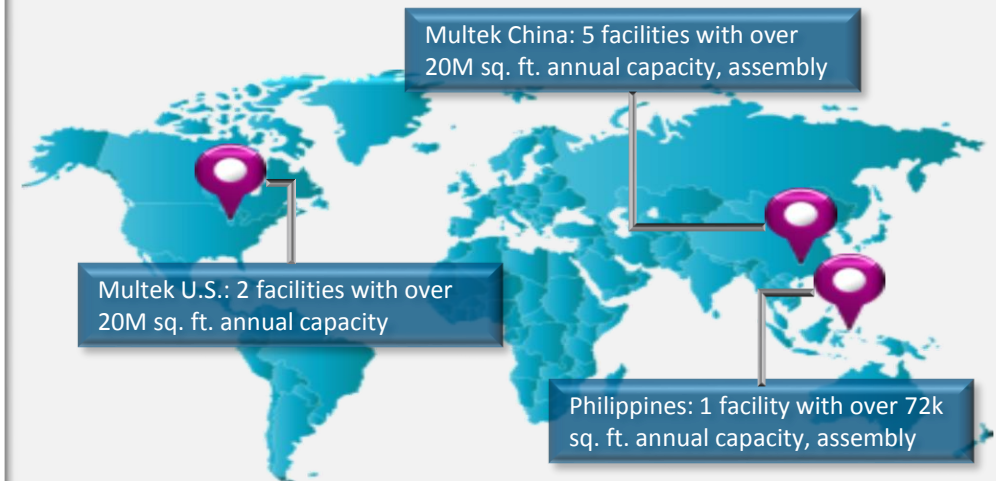 Multek China: 5 facilities with over
20M sq. ft. annual capacity, assembly
Multek U.S.: 2 facilities with over
20M sq. ft. annual capacity
Philippines: 1 facility with over 72k
sq. ft. annual capacity, assembly